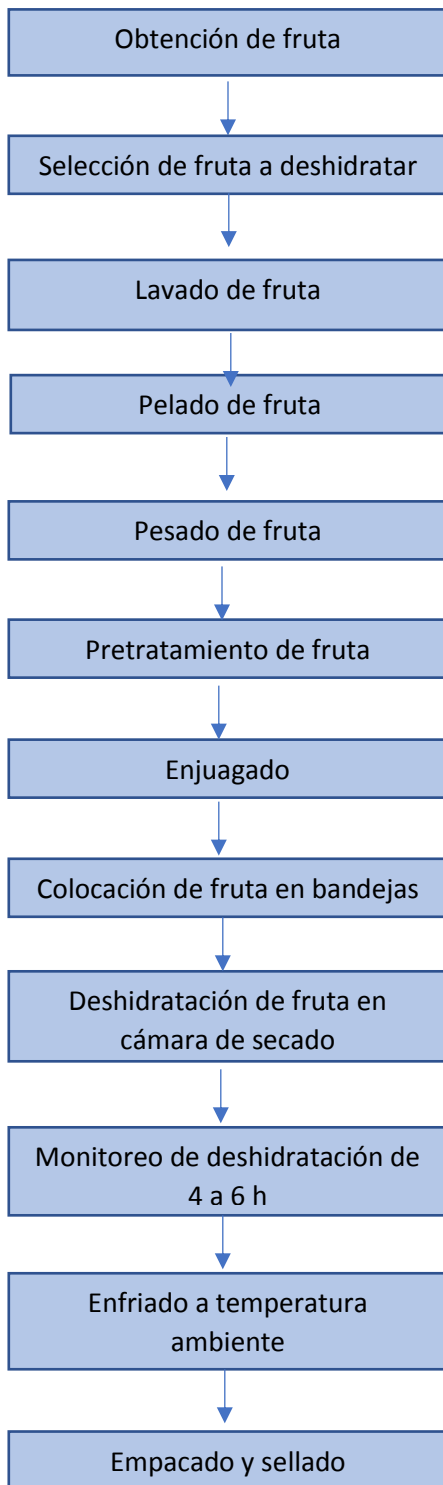 Obtención de fruta
Selección de fruta a deshidratar
Lavado de fruta
Pelado de fruta
Pesado de fruta
Pretratamiento de fruta
Enjuagado
Colocación de fruta en bandejas
Deshidratación de fruta en
cámara de secado
Monitoreo de deshidratación de
4 a 6 h
Enfriado a temperatura
ambiente
Empacado y sellado